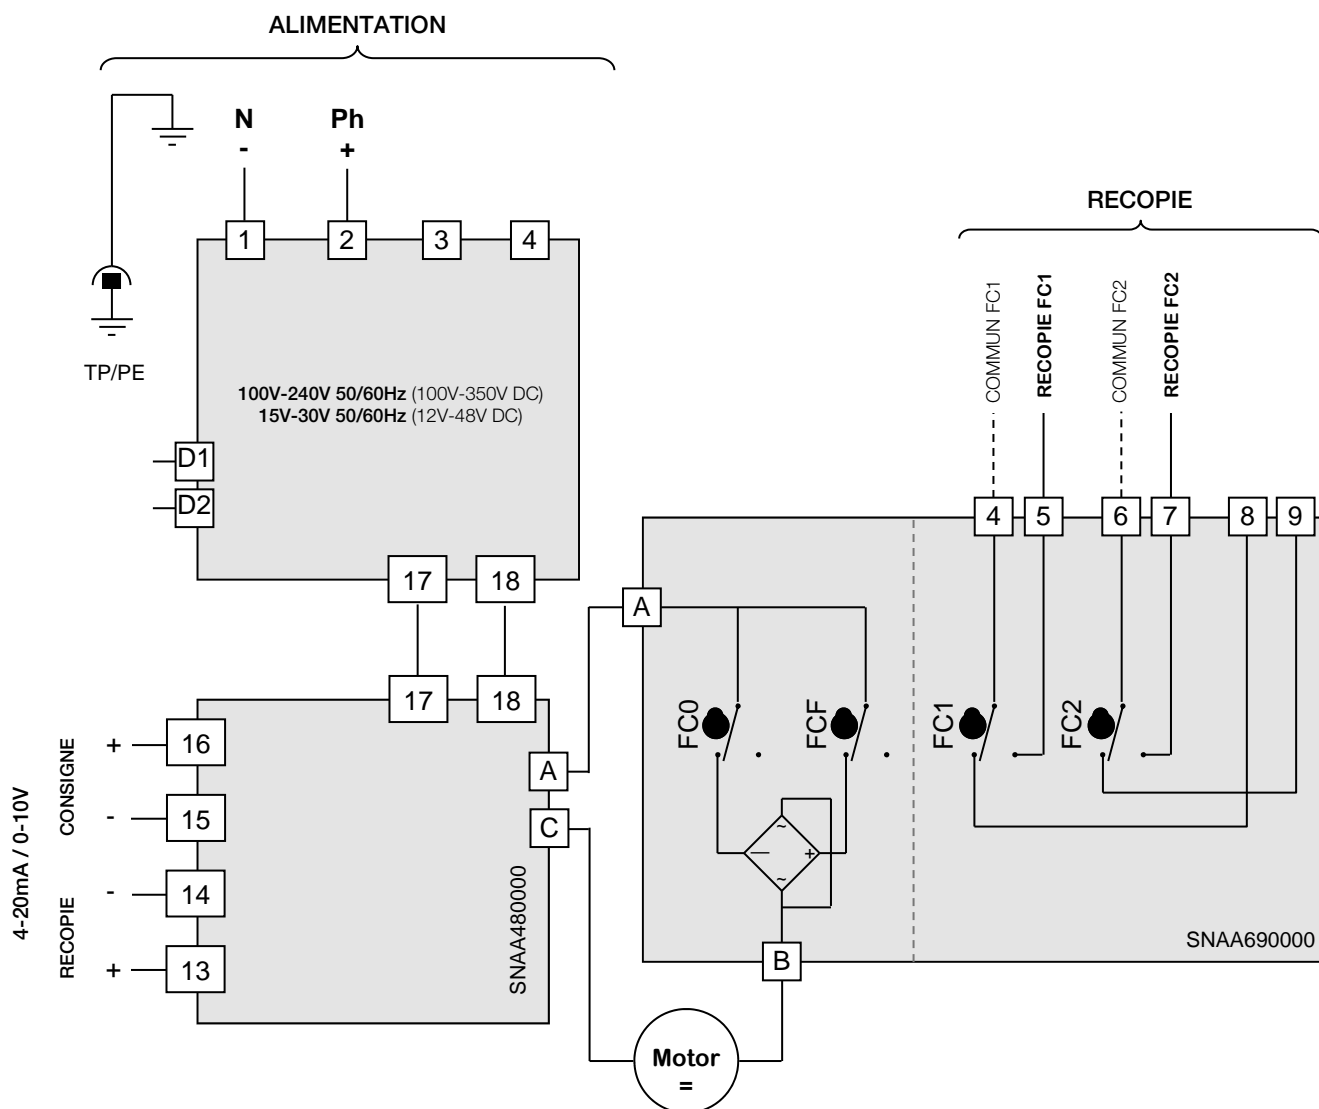 ALIMENTATION
N
-
Ph
+
1
2
3
4
TP/PE
100V-240V 50/60Hz (100V-350V DC)
15V-30V 50/60Hz (12V-48V DC)
D1
D2
17
18
17
18
16
15
14
13
+
-
-
+
CONSIGNE
RECOPIE
4-20mA / 0-10V
A
C
SNAA480000
RECOPIE
COMMUN FC1
RECOPIE FC1
COMMUN FC2
RECOPIE FC2
4
5
6
7
8
9
A
FC0
FCF
FC1
FC2
~
—
+
~
B
SNAA690000
Motor
=